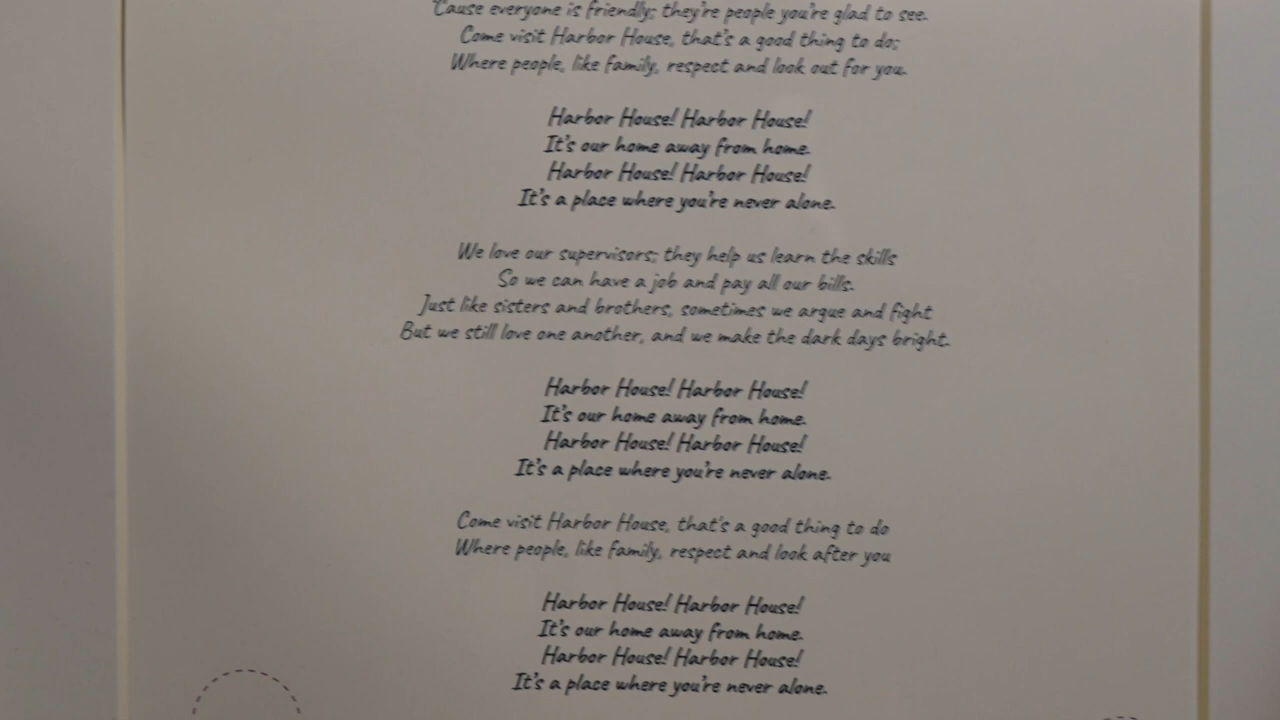 'Cause everyone is friendly; they're people you're glad to see.
Come visit Harbor House, that's a good thing to do;
Where people, like family, respect and look out for you.
Harbor House! Harbor House!
It's our home away from home.
Harbor House! Harbor House!
It's a place where you're never alone.
We love our supervisors; they help us learn the skills
So we can have a job and pay all our bills.
Just like sisters and brothers, sometimes we argue and fight
But we still love one another, and we make the dark days bright.
Harbor House! Harbor House!
It's our home away from home.
Harbor House! Harbor House!
It's a place where you're never alone.
Come visit Harbor House, that's a good thing to do
Where people, like family, respect and look after you
Harbor House! Harbor House!
It's our home away from home.
Harbor House! Harbor House!
It's a place where you're never alone.